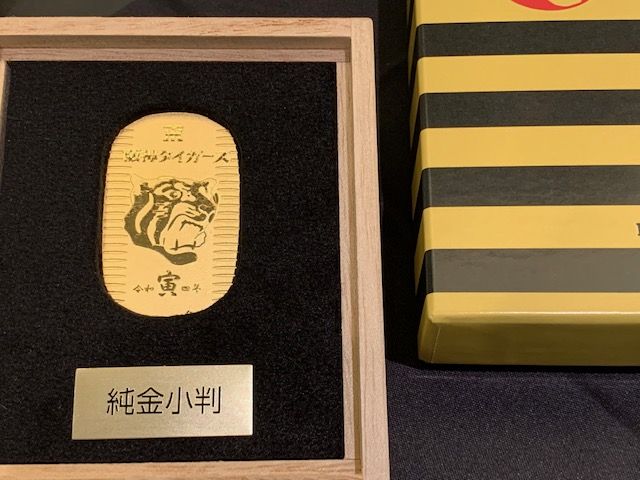 阪神タイガース
令和 寅 四年
純金小判